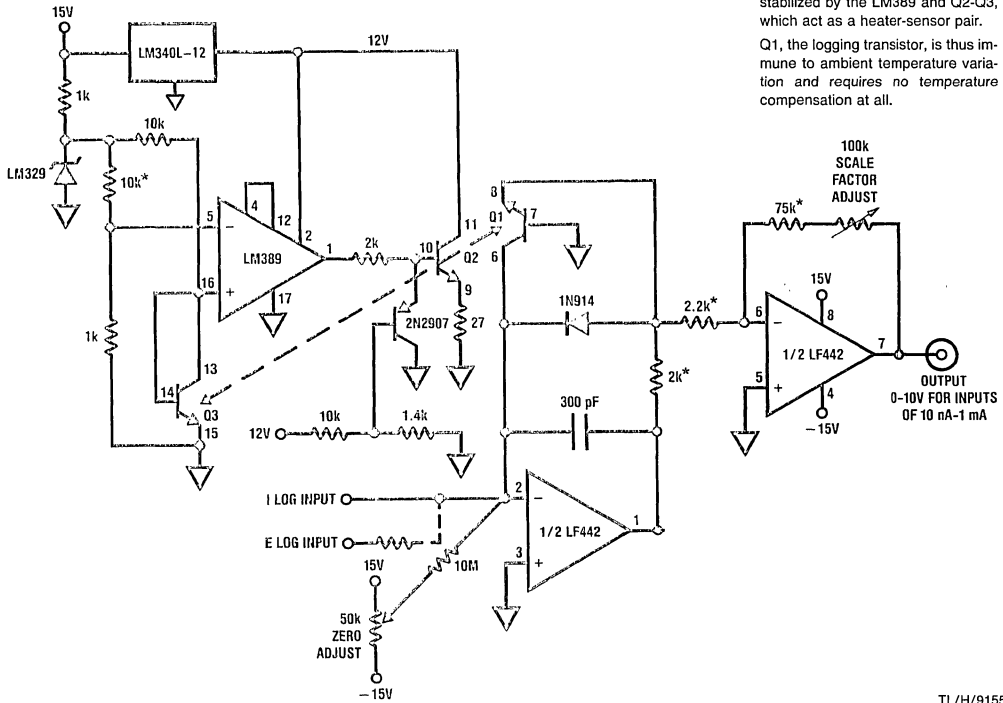 stabilized by the LM389 and Q2-Q3,
which act as a heater-sensor pair.
Q1, the logging transistor, is thus im-
mune to ambient temperature varia-
tion and requires no temperature
compensation at all.
15V
LM340L-12
12V
1k
10k
LM329
10k*
100k
SCALE
FACTOR
ADJUST
75k*
4
12
5
−
2
LM389
1
2k
10
11
Q2
9
8
Q1
7
6
16
+
17
2N2907
27
1N914
2.2k*
15V
6
−
8
1/2 LF442
7
5
+
4
−15V
OUTPUT
0-10V FOR INPUTS
OF 10 nA-1 mA
1k
13
14
Q3
15
2k*
300 pF
12V
10k
1.4k
I LOG INPUT
2
−
1/2 LF442
1
E LOG INPUT
3
+
10M
15V
50k
ZERO
ADJUST
−15V
TL/H/9155